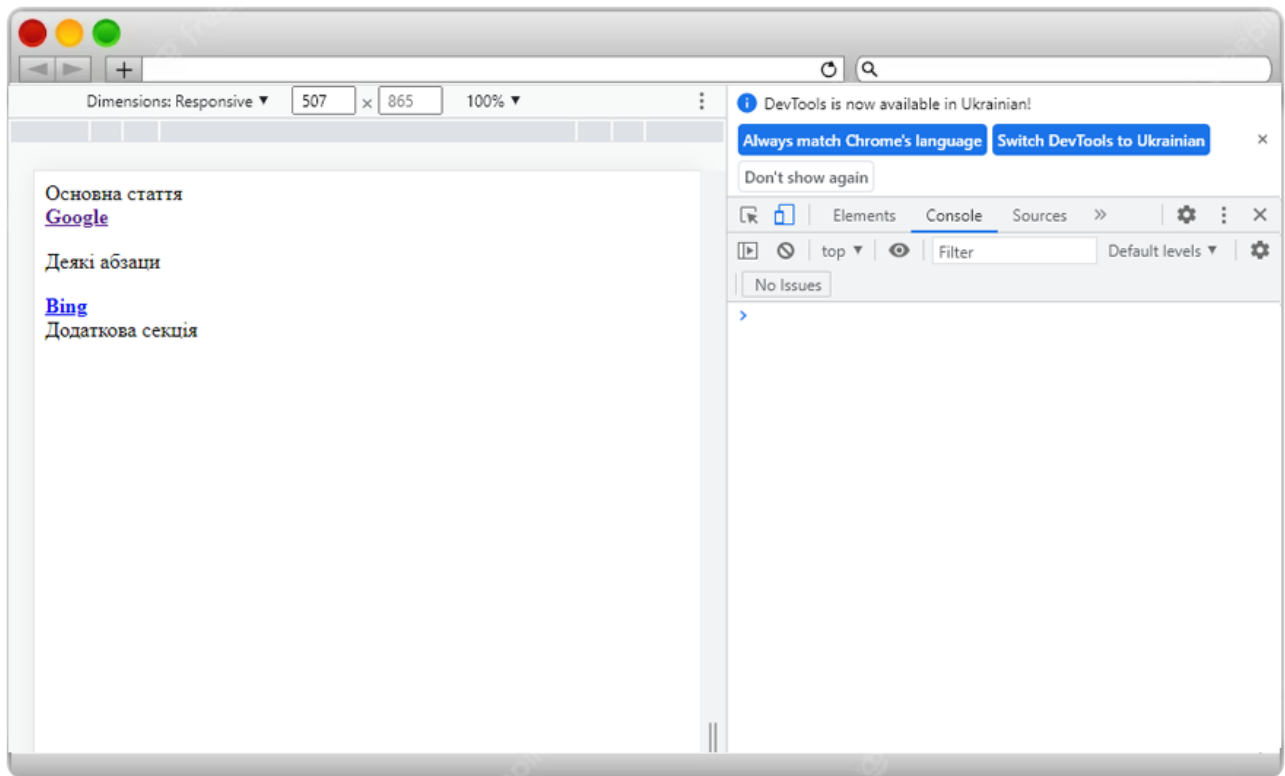 Dimensions: Responsive ▼ 507 × 865 100% ▼
Основна стаття
Google
Деякі абзаци
Bing
Додаткова секція
DevTools is now available in Ukrainian!
Always match Chrome's language Switch DevTools to Ukrainian
Don't show again
Elements Console Sources »
top ▼ Filter Default levels ▼
No Issues